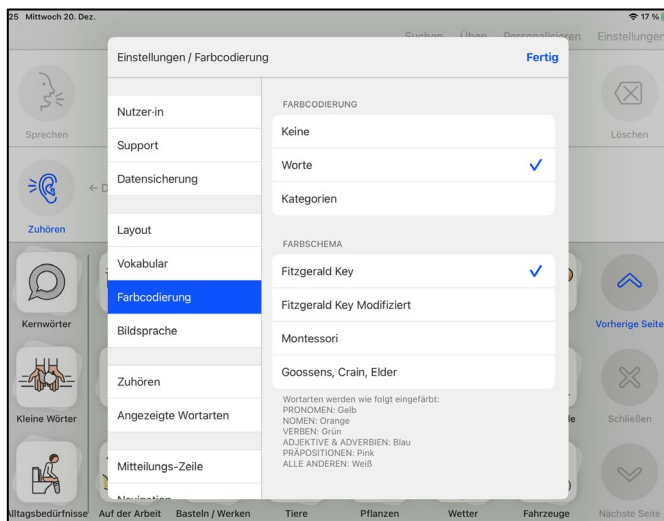 25 Mittwoch 20. Dez.
17 %
Suchen Üben Personalisieren Einstellungen
Einstellungen / Farbcodierung
Fertig
Sprechen
Löschen
Zuhören
Nutzer·in
Support
Datensicherung
Layout
Vokabular
Farbcodierung
Bildsprache
Zuhören
Angezeigte Wortarten
Mitteilungs-Zeile
Navigation
FARBCODIERUNG
Keine
Worte
Kategorien
FARBSCHEMA
Fitzgerald Key
Fitzgerald Key Modifiziert
Montessori
Goossens, Crain, Elder
Wortarten werden wie folgt eingefärbt:
PRONOMEN: Gelb
NOMEN: Orange
VERBEN: Grün
ADJEKTIVE & ADVERBIEN: Blau
PRÄPOSITIONEN: Pink
ALLE ANDEREN: Weiß
Kernwörter
Vorherige Seite
Kleine Wörter
Schließen
Alltagsbedürfnisse Auf der Arbeit Basteln / Werken Tiere Pflanzen Wetter Fahrzeuge Nächste Seite